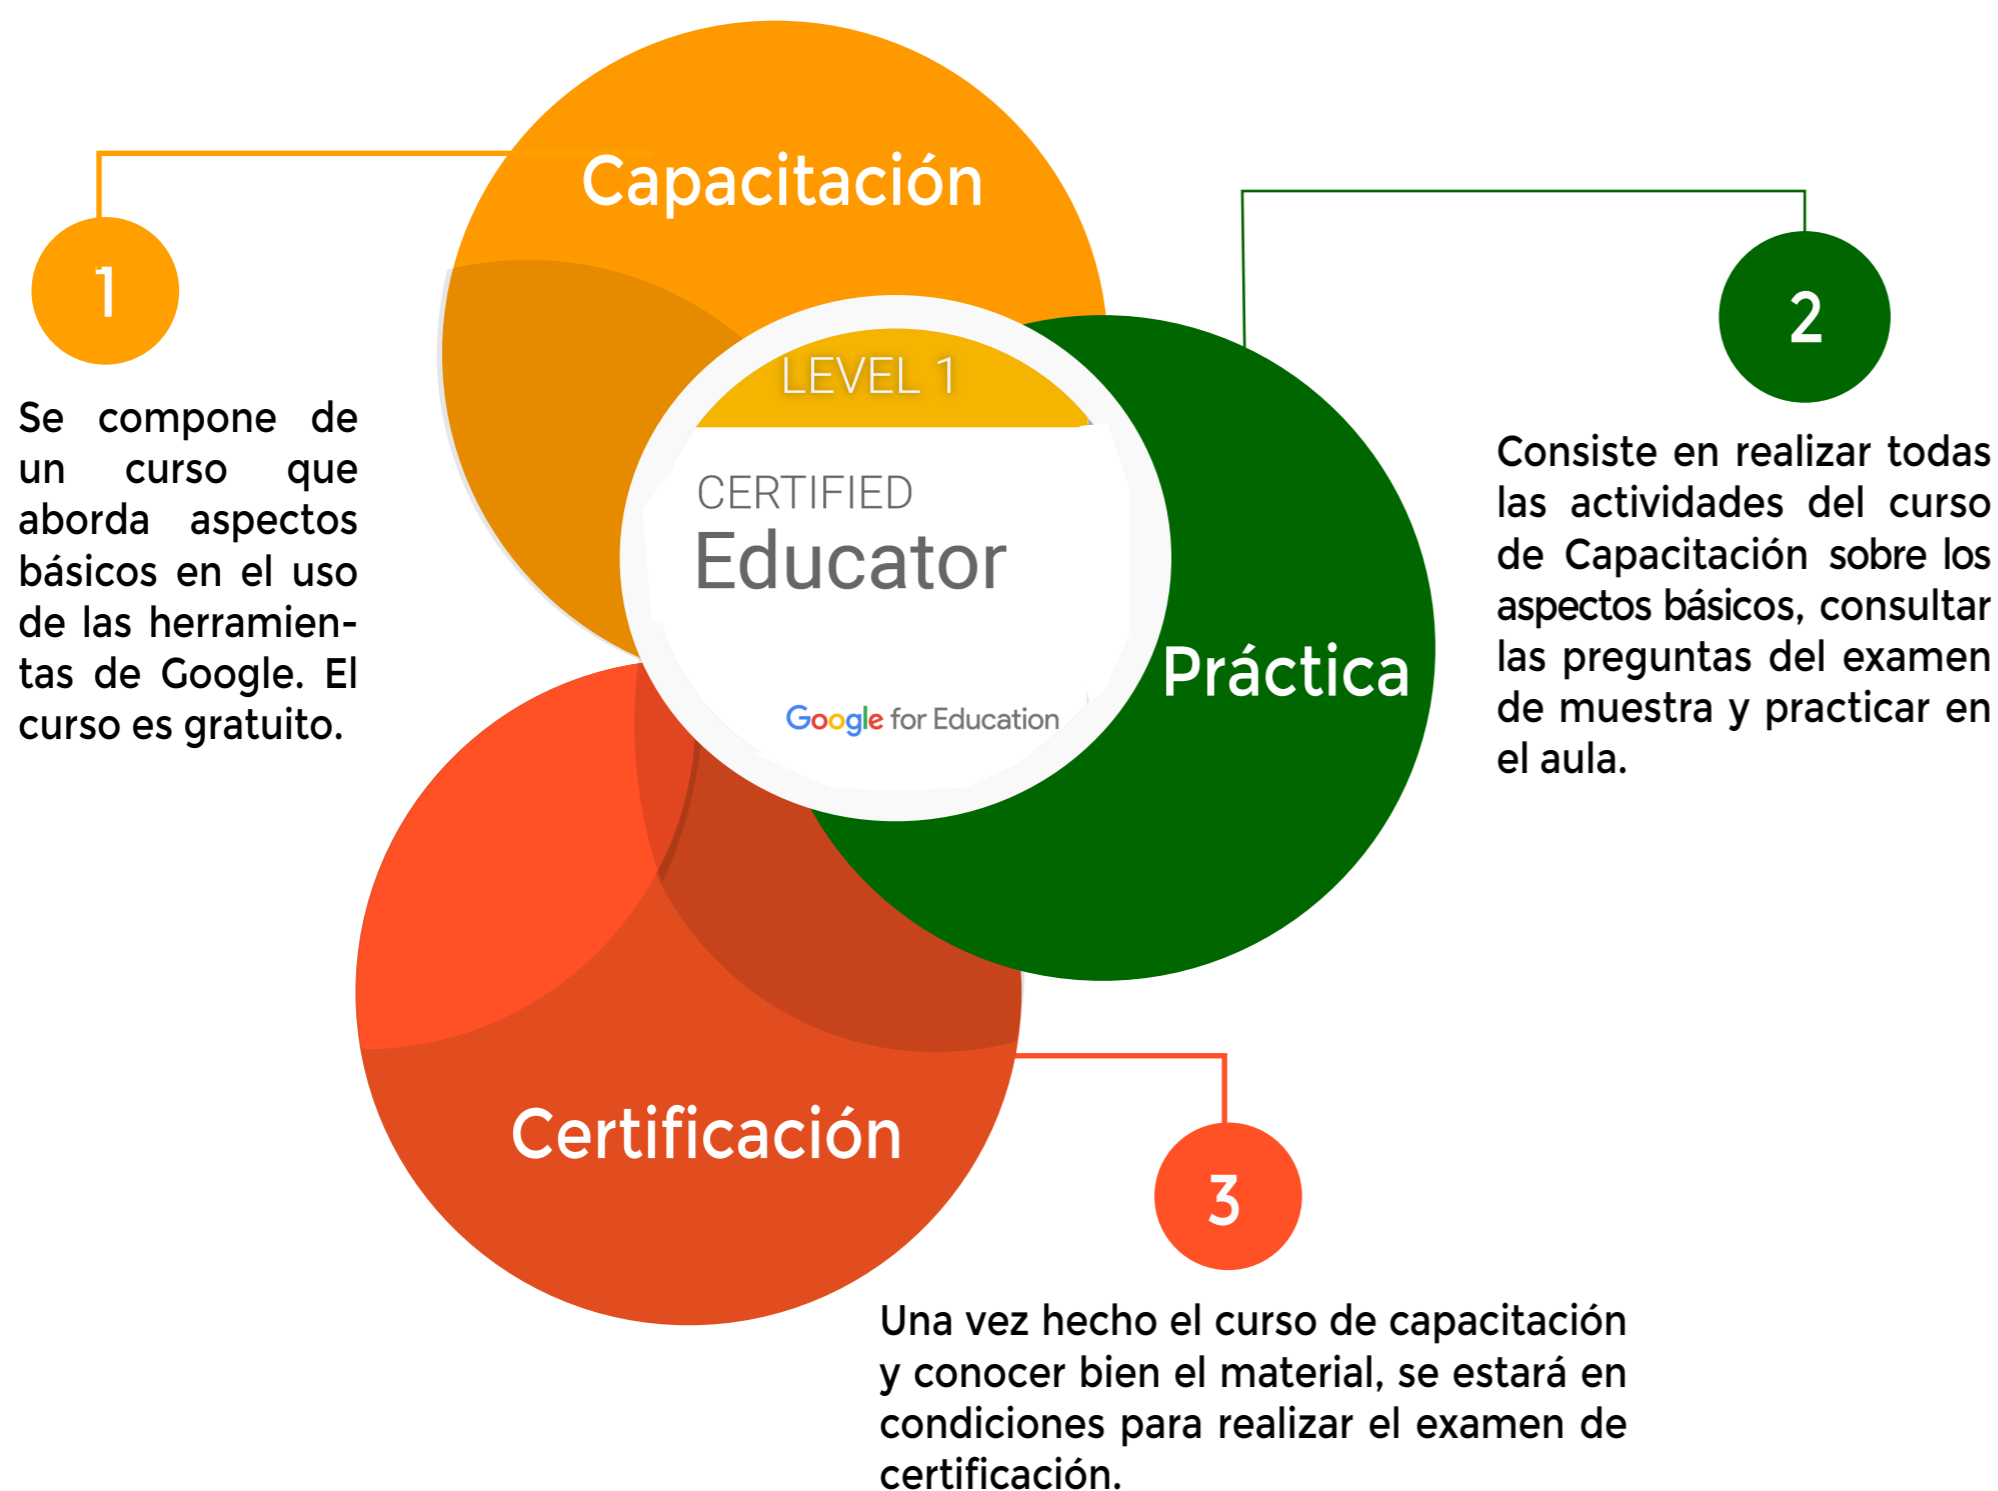 Capacitación
1
Se compone de
un curso que
aborda aspectos
básicos en el uso
de las herramien-
tas de Google. El
curso es gratuito.
LEVEL 1
CERTIFIED
Educator
Google for Education
Práctica
2
Consiste en realizar todas
las actividades del curso
de Capacitación sobre los
aspectos básicos, consultar
las preguntas del examen
de muestra y practicar en
el aula.
Certificación
3
Una vez hecho el curso de capacitación
y conocer bien el material, se estará en
condiciones para realizar el examen de
certificación.